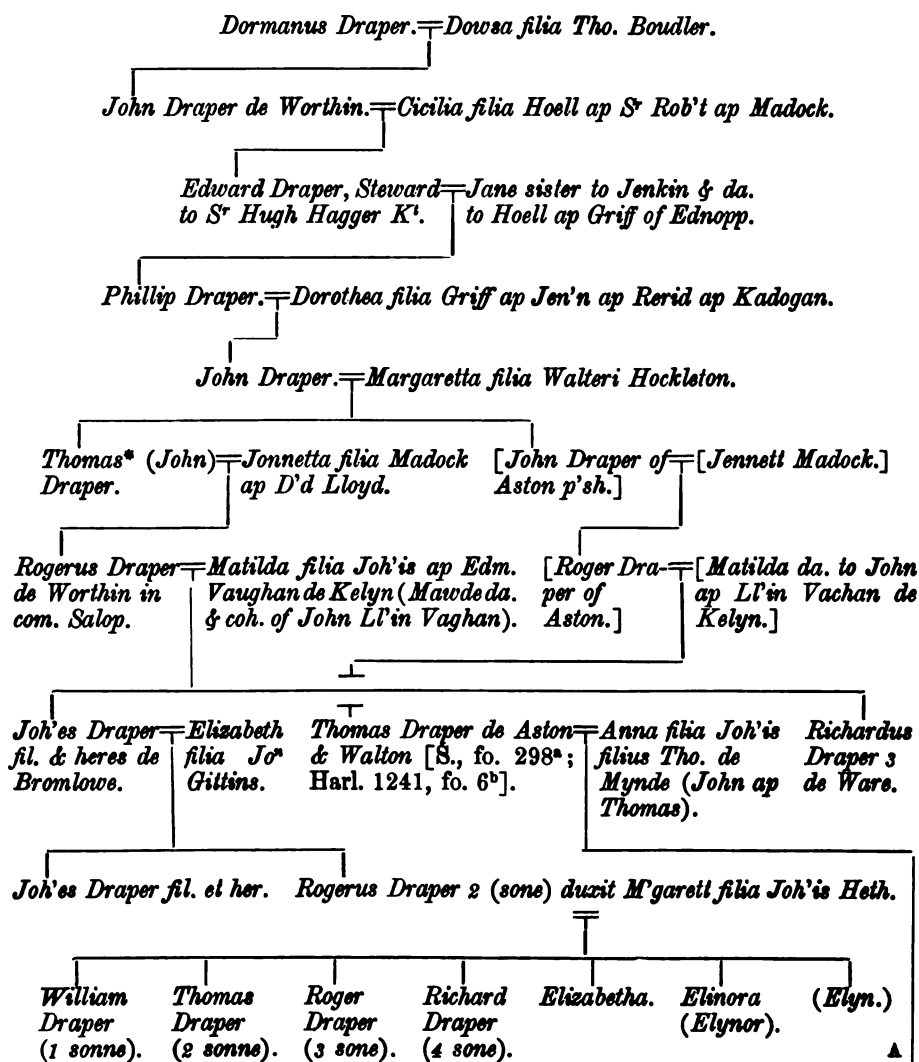 Dormanus Draper.=Dowsa filia Tho. Boudler.
John Draper de Worthin.=Cicilia filia Hoell ap Sʳ Rob't ap Madock.
Edward Draper, Steward=Jane sister to Jenkin & da.
to Sʳ Hugh Hagger Kᵗ. to Hoell ap Griff of Ednopp.
Phillip Draper.=Dorothea filia Griff ap Jen'n ap Rerid ap Kadogan.
John Draper.=Margaretta filia Walteri Hockleton.
Thomas* (John)=Jonnetta filia Madock [John Draper of=[Jennett Madock.]
Draper. ap D'd Lloyd. Aston p'sh.]
Rogerus Draper=Matilda filia Joh'is ap Edm. [Roger Dra-=[Matilda da. to John
de Worthin in Vaughan de Kelyn (Mawde da. per of ap Ll'in Vachan de
com. Salop. & coh. of John Ll'in Vaghan). Aston.] Kelyn.]
Joh'es Draper=Elizabeth Thomas Draper de Aston=Anna filia Joh'is Richardus
fil. & heres de filia Joⁿ & Walton [S., fo. 298ᵃ; filius Tho. de Draper 3
Bromlowe. Gittins. Harl. 1241, fo. 6ᵇ]. Mynde (John ap de Ware.
Thomas).
Joh'es Draper fil. et her. Rogerus Draper 2 (sone) duxit M'garett filia Joh'is Heth.
William Thomas Roger Richard Elizabetha. Elinora (Elyn.)
Draper Draper Draper Draper (Elynor).
(1 sonne). (2 sonne). (3 sone). (4 sone). A